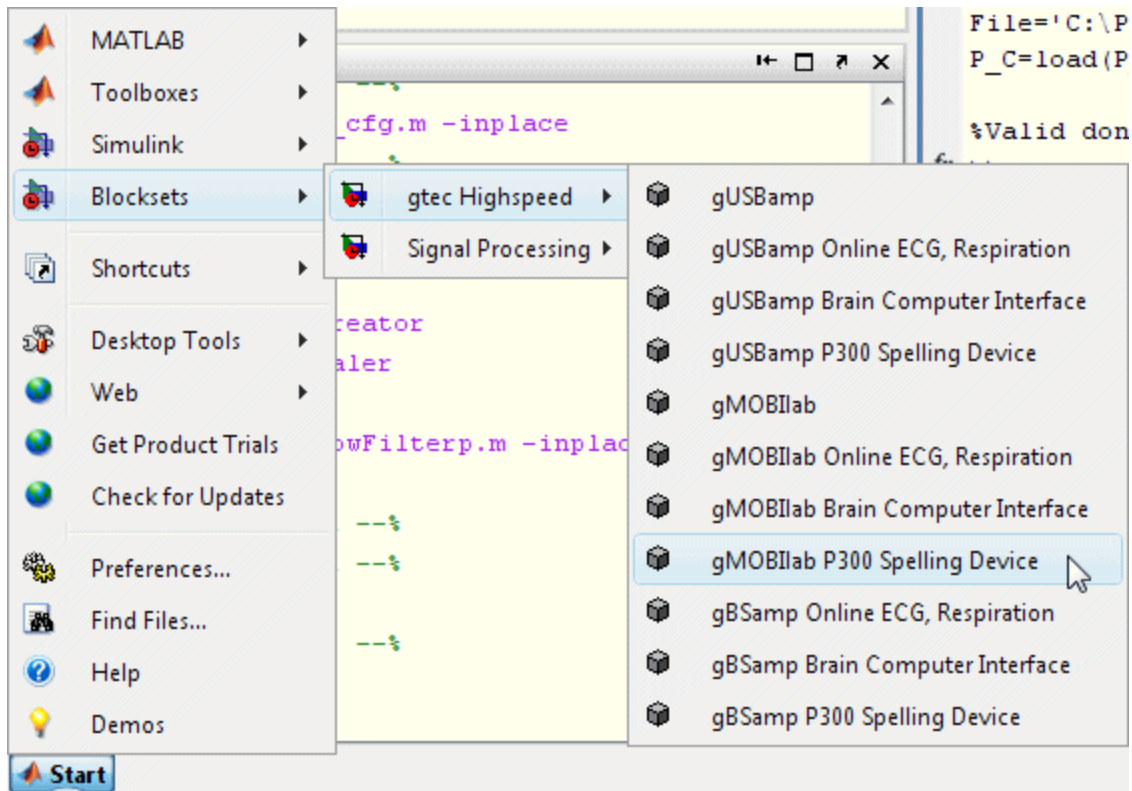 MATLAB
Toolboxes
Simulink
Blocksets
Shortcuts
Desktop Tools
Web
Get Product Trials
Check for Updates
Preferences...
Find Files...
Help
Demos
Start
gtec Highspeed
Signal Processing
gUSBamp
gUSBamp Online ECG, Respiration
gUSBamp Brain Computer Interface
gUSBamp P300 Spelling Device
gMOBIlab
gMOBIlab Online ECG, Respiration
gMOBIlab Brain Computer Interface
gMOBIlab P300 Spelling Device
gBSamp Online ECG, Respiration
gBSamp Brain Computer Interface
gBSamp P300 Spelling Device
--%
_cfg.m -inplace
reator
aler
owFilterp.m -inplac
--%
--%
--%
File='C:\P
P_C=load(P
%Valid don